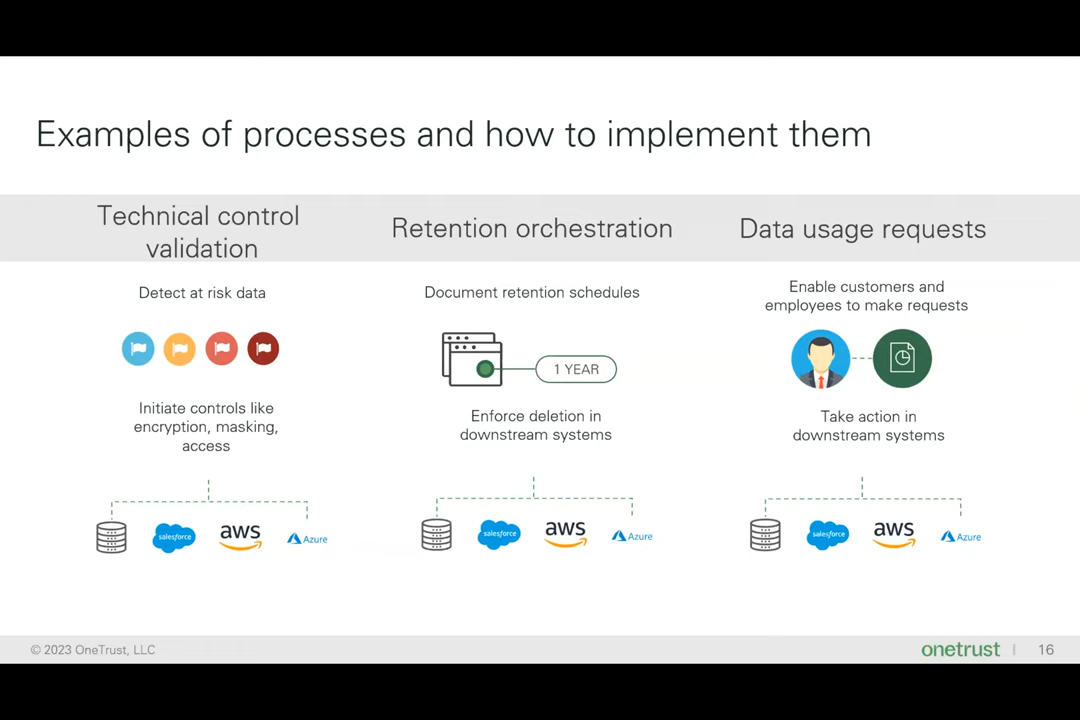 Examples of processes and how to implement them
Technical control
validation
Detect at risk data
Initiate controls like
encryption, masking,
access
salesforce
aws
Azure
Retention orchestration
Document retention schedules
1 YEAR
Enforce deletion in
downstream systems
salesforce
aws
Azure
Data usage requests
Enable customers and
employees to make requests
Take action in
downstream systems
salesforce
aws
Azure
© 2023 OneTrust, LLC
onetrust | 16